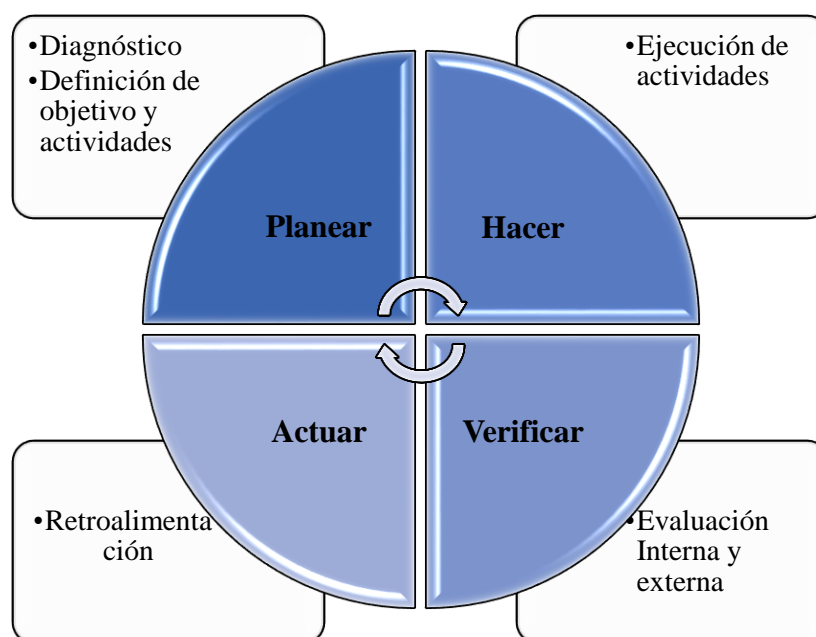 •Diagnóstico
•Definición de
objetivo y
actividades
•Ejecución de
actividades
Planear
Hacer
Actuar
Verificar
•Retroalimenta
ción
•Evaluación
Interna y
externa